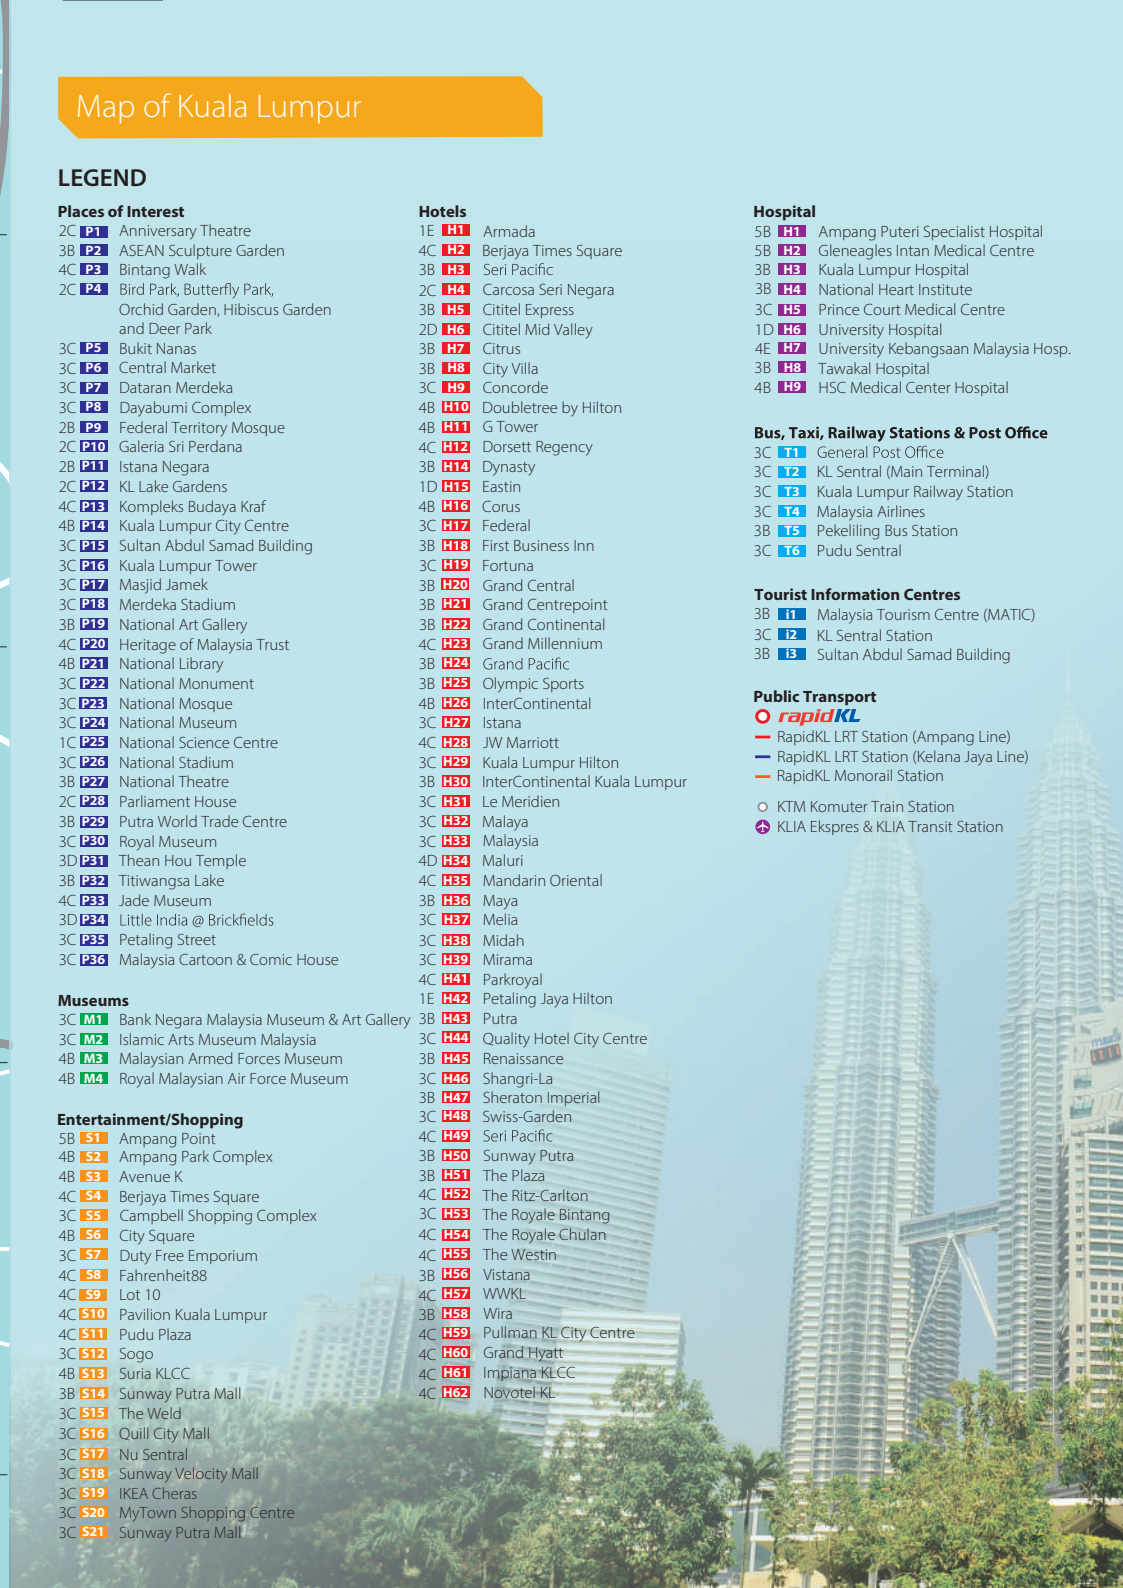 Map of Kuala Lumpur
LEGEND
Places of Interest
2C P1 Anniversary Theatre
3B P2 ASEAN Sculpture Garden
4C P3 Bintang Walk
2C P4 Bird Park, Butterfly Park,
Orchid Garden, Hibiscus Garden
and Deer Park
3C P5 Bukit Nanas
3C P6 Central Market
3C P7 Dataran Merdeka
3C P8 Dayabumi Complex
2B P9 Federal Territory Mosque
2C P10 Galeria Sri Perdana
2B P11 Istana Negara
2C P12 KL Lake Gardens
4C P13 Kompleks Budaya Kraf
4B P14 Kuala Lumpur City Centre
3C P15 Sultan Abdul Samad Building
3C P16 Kuala Lumpur Tower
3C P17 Masjid Jamek
3C P18 Merdeka Stadium
3B P19 National Art Gallery
4C P20 Heritage of Malaysia Trust
4B P21 National Library
3C P22 National Monument
3C P23 National Mosque
3C P24 National Museum
1C P25 National Science Centre
3C P26 National Stadium
3B P27 National Theatre
2C P28 Parliament House
3B P29 Putra World Trade Centre
3C P30 Royal Museum
3D P31 Thean Hou Temple
3B P32 Titiwangsa Lake
4C P33 Jade Museum
3D P34 Little India @ Brickfields
3C P35 Petaling Street
3C P36 Malaysia Cartoon & Comic House
Museums
3C M1 Bank Negara Malaysia Museum & Art Gallery
3C M2 Islamic Arts Museum Malaysia
4B M3 Malaysian Armed Forces Museum
4B M4 Royal Malaysian Air Force Museum
Entertainment/Shopping
5B S1 Ampang Point
4B S2 Ampang Park Complex
4B S3 Avenue K
4C S4 Berjaya Times Square
3C S5 Campbell Shopping Complex
4B S6 City Square
3C S7 Duty Free Emporium
4C S8 Fahrenheit88
4C S9 Lot 10
4C S10 Pavilion Kuala Lumpur
4C S11 Pudu Plaza
3C S12 Sogo
4B S13 Suria KLCC
3B S14 Sunway Putra Mall
3C S15 The Weld
3C S16 Quill City Mall
3C S17 Nu Sentral
3C S18 Sunway Velocity Mall
3C S19 IKEA Cheras
3C S20 MyTown Shopping Centre
3C S21 Sunway Putra Mall
Hotels
1E H1 Armada
4C H2 Berjaya Times Square
3B H3 Seri Pacific
2C H4 Carcosa Seri Negara
3B H5 Cititel Express
2D H6 Cititel Mid Valley
3B H7 Citrus
3B H8 City Villa
3C H9 Concorde
4B H10 Doubletree by Hilton
4B H11 G Tower
4C H12 Dorsett Regency
3B H14 Dynasty
1D H15 Eastin
4B H16 Corus
3C H17 Federal
3B H18 First Business Inn
3C H19 Fortuna
3B H20 Grand Central
3B H21 Grand Centrepoint
3B H22 Grand Continental
4C H23 Grand Millennium
3B H24 Grand Pacific
3B H25 Olympic Sports
4B H26 InterContinental
3C H27 Istana
4C H28 JW Marriott
3C H29 Kuala Lumpur Hilton
3B H30 InterContinental Kuala Lumpur
3C H31 Le Meridien
3C H32 Malaya
3C H33 Malaysia
4D H34 Maluri
4C H35 Mandarin Oriental
3B H36 Maya
3C H37 Melia
3C H38 Midah
3C H39 Mirama
4C H41 Parkroyal
1E H42 Petaling Jaya Hilton
3B H43 Putra
3C H44 Quality Hotel City Centre
3B H45 Renaissance
3C H46 Shangri-La
3B H47 Sheraton Imperial
3C H48 Swiss-Garden
4C H49 Seri Pacific
3B H50 Sunway Putra
3B H51 The Plaza
4C H52 The Ritz-Carlton
3C H53 The Royale Bintang
4C H54 The Royale Chulan
4C H55 The Westin
3B H56 Vistana
4C H57 WWKL
3B H58 Wira
4C H59 Pullman KL City Centre
4C H60 Grand Hyatt
4C H61 Impiana KLCC
4C H62 Novotel KL
Hospital
5B H1 Ampang Puteri Specialist Hospital
5B H2 Gleneagles Intan Medical Centre
3B H3 Kuala Lumpur Hospital
3B H4 National Heart Institute
3C H5 Prince Court Medical Centre
1D H6 University Hospital
4E H7 University Kebangsaan Malaysia Hosp.
3B H8 Tawakal Hospital
4B H9 HSC Medical Center Hospital
Bus, Taxi, Railway Stations & Post Office
3C T1 General Post Office
3C T2 KL Sentral (Main Terminal)
3C T3 Kuala Lumpur Railway Station
3C T4 Malaysia Airlines
3B T5 Pekeliling Bus Station
3C T6 Pudu Sentral
Tourist Information Centres
3B i1 Malaysia Tourism Centre (MATIC)
3C i2 KL Sentral Station
3B i3 Sultan Abdul Samad Building
Public Transport
rapidKL
RapidKL LRT Station (Ampang Line)
RapidKL LRT Station (Kelana Jaya Line)
RapidKL Monorail Station
KTM Komuter Train Station
KLIA Ekspres & KLIA Transit Station